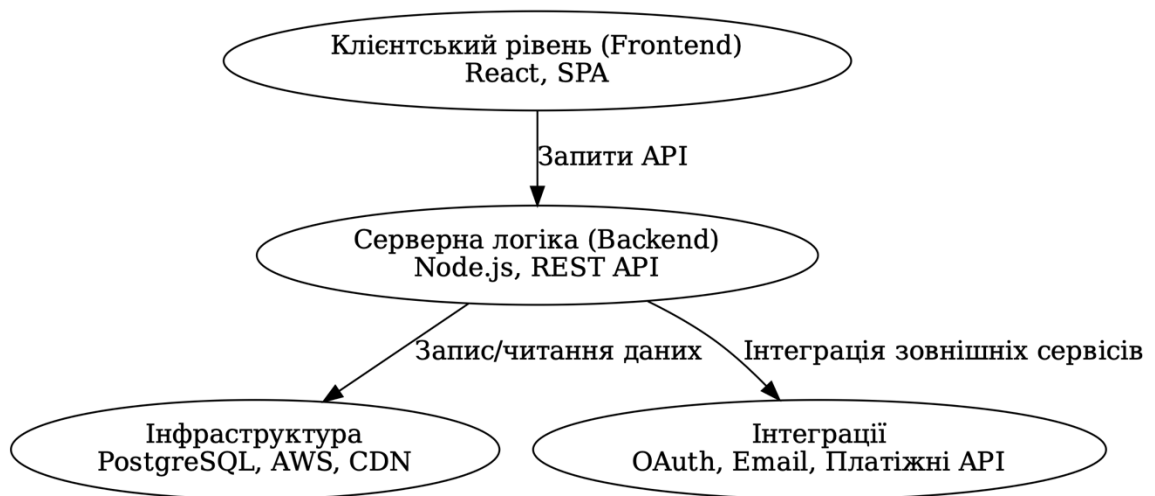 Клієнтський рівень (Frontend)
React, SPA
Запити API
Серверна логіка (Backend)
Node.js, REST API
Запис/читання даних
Інтеграція зовнішніх сервісів
Інфраструктура
PostgreSQL, AWS, CDN
Інтеграції
OAuth, Email, Платіжні API